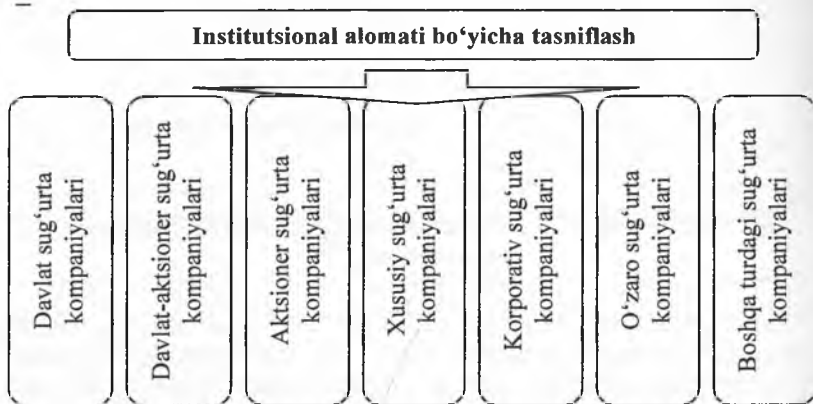 Institutsional alomati bo‘yicha tasniflash
Davlat sug‘urta
kompaniyalari
Davlat-aktsioner sug‘urta
kompaniyalari
Aktsioner sug‘urta
kompaniyalari
Xususiy sug‘urta
kompaniyalari
Korporativ sug‘urta
kompaniyalari
O‘zaro sug‘urta
kompaniyalari
Boshqa turdagi sug‘urta
kompaniyalari